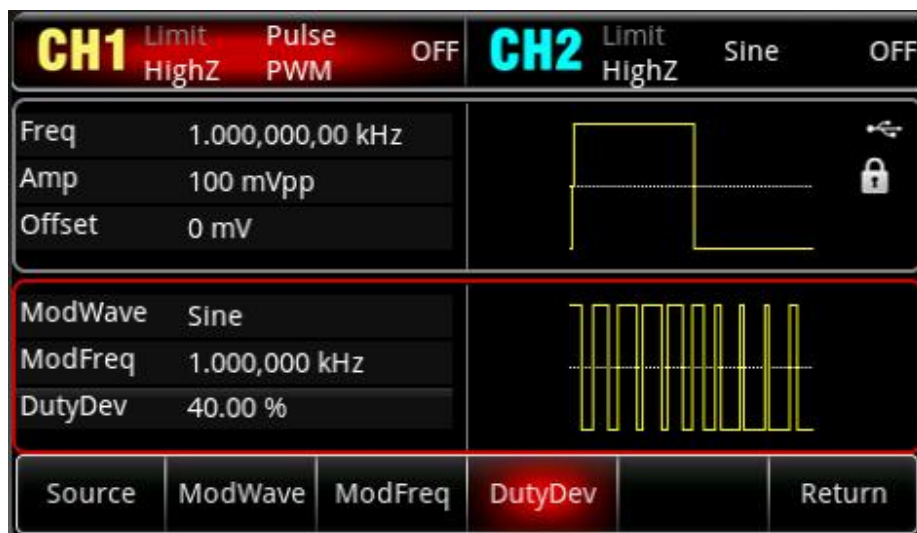 CH1 Limit Pulse OFF CH2 Limit Sine OFF
HighZ PWM HighZ
Freq 1.000,000,00 kHz
Amp 100 mVpp
Offset 0 mV
ModWave Sine
ModFreq 1.000,000 kHz
DutyDev 40.00 %
Source ModWave ModFreq DutyDev Return